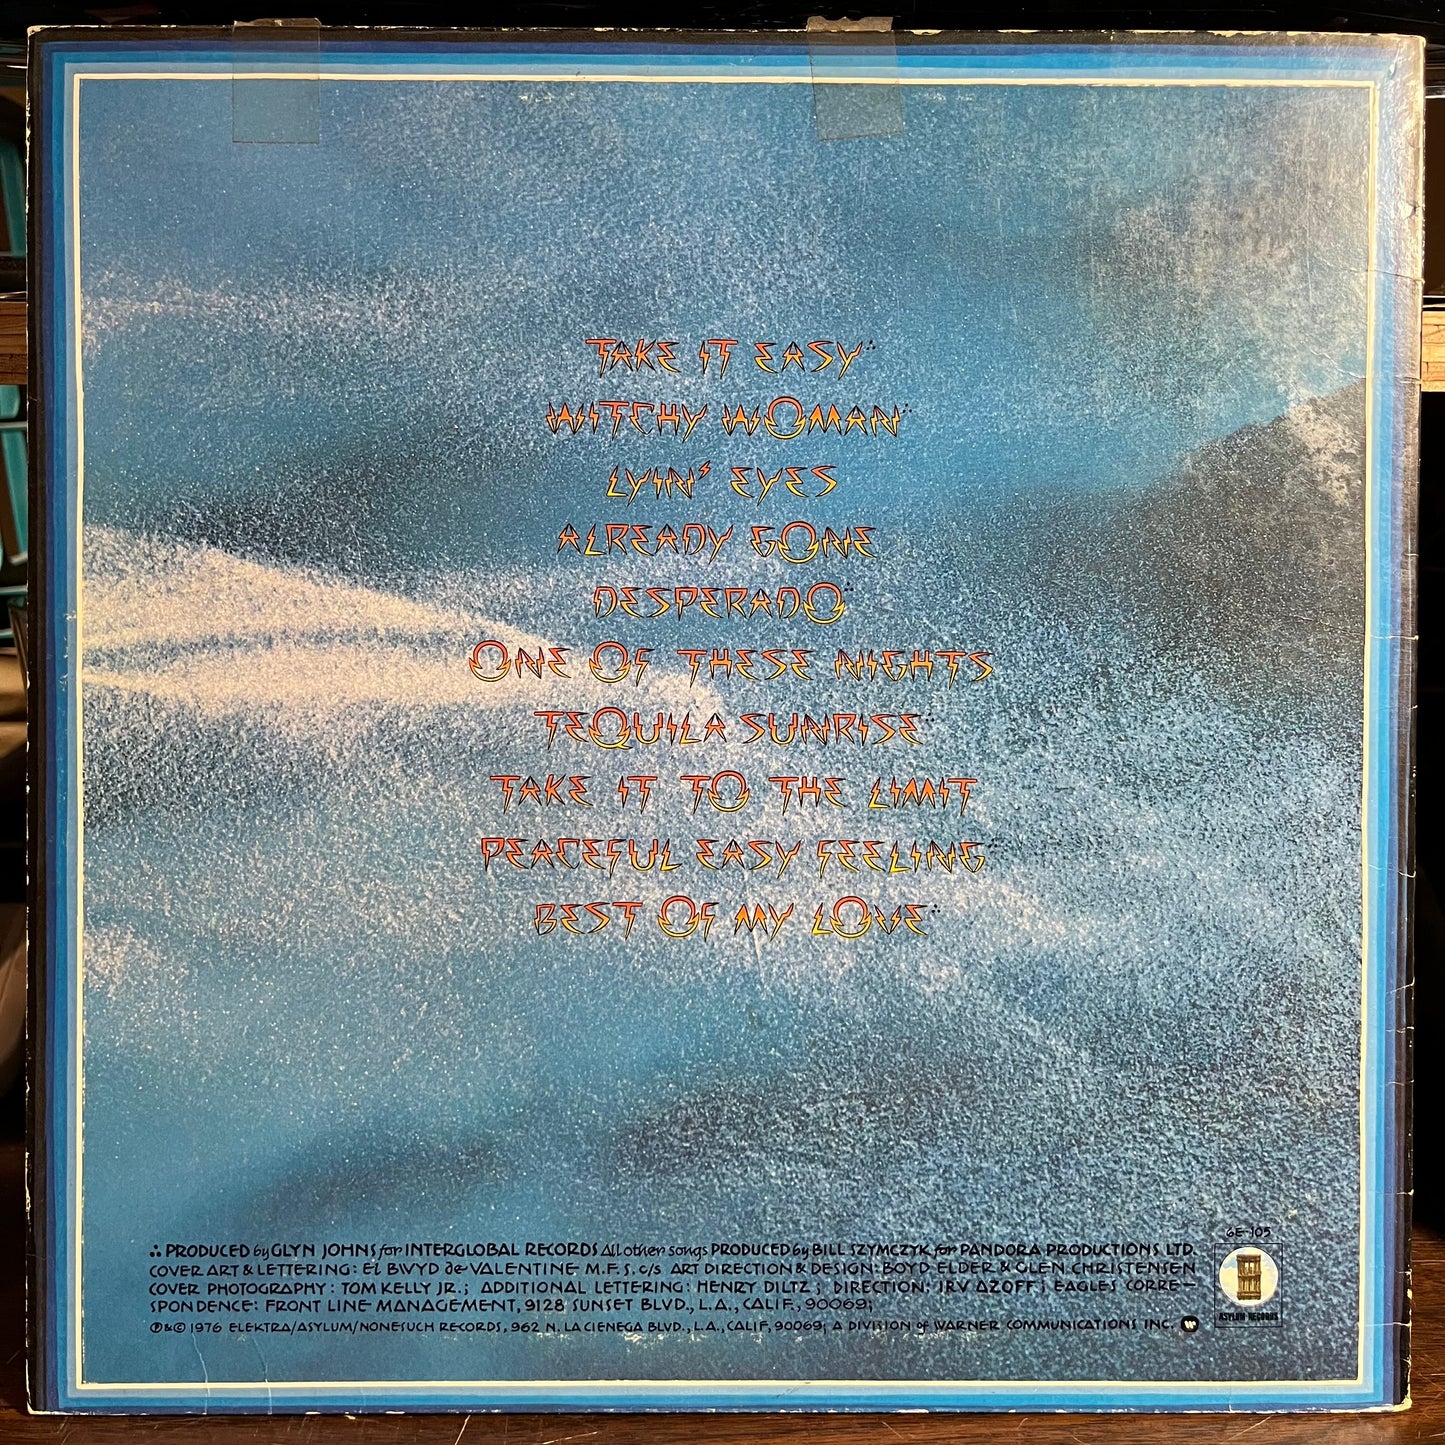 TAKE IT EASY∴
WITCHY WOMAN∴
LYIN' EYES
ALREADY GONE
DESPERADO∴
ONE OF THESE NIGHTS
TEQUILA SUNRISE∴
TAKE IT TO THE LIMIT
PEACEFUL EASY FEELING∴
BEST OF MY LOVE∴
6E-105
∴ PRODUCED by GLYN JOHNS for INTERGLOBAL RECORDS All other songs PRODUCED by BILL SZYMCZYK for PANDORA PRODUCTIONS LTD.
COVER ART & LETTERING: El BWYD de VALENTINE M.F.S. c/s ART DIRECTION & DESIGN: BOYD ELDER & GLEN CHRISTENSEN
COVER PHOTOGRAPHY: TOM KELLY JR.; ADDITIONAL LETTERING: HENRY DILTZ; DIRECTION: IRV AZOFF; EAGLES CORRE-
SPONDENCE: FRONT LINE MANAGEMENT, 9128 SUNSET BLVD., L.A., CALIF., 90069;
℗&© 1976 ELEKTRA/ASYLUM/NONESUCH RECORDS, 962 N. LA CIENEGA BLVD., L.A., CALIF, 90069; A DIVISION of WARNER COMMUNICATIONS INC.
ASYLUM RECORDS